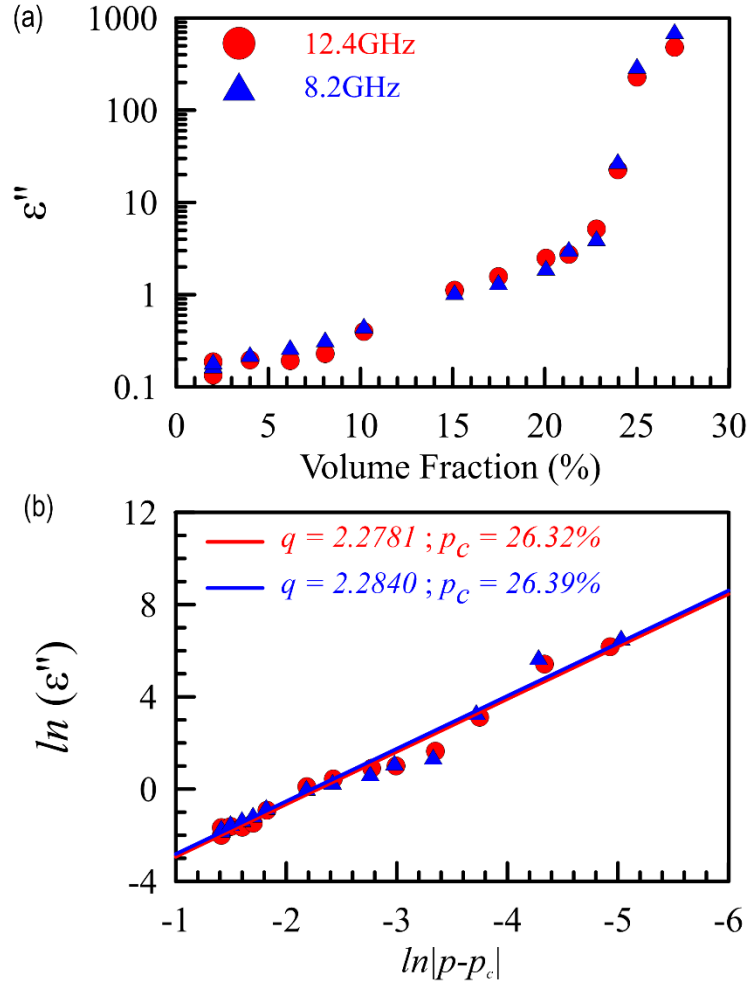 (a)
1000
100
10
1
0.1
ε"
12.4GHz
8.2GHz
0 5 10 15 20 25 30
Volume Fraction (%)
(b)
12
8
4
0
-4
ln (ε")
q = 2.2781 ; pc = 26.32%
q = 2.2840 ; pc = 26.39%
-1 -2 -3 -4 -5 -6
ln|p-pc|